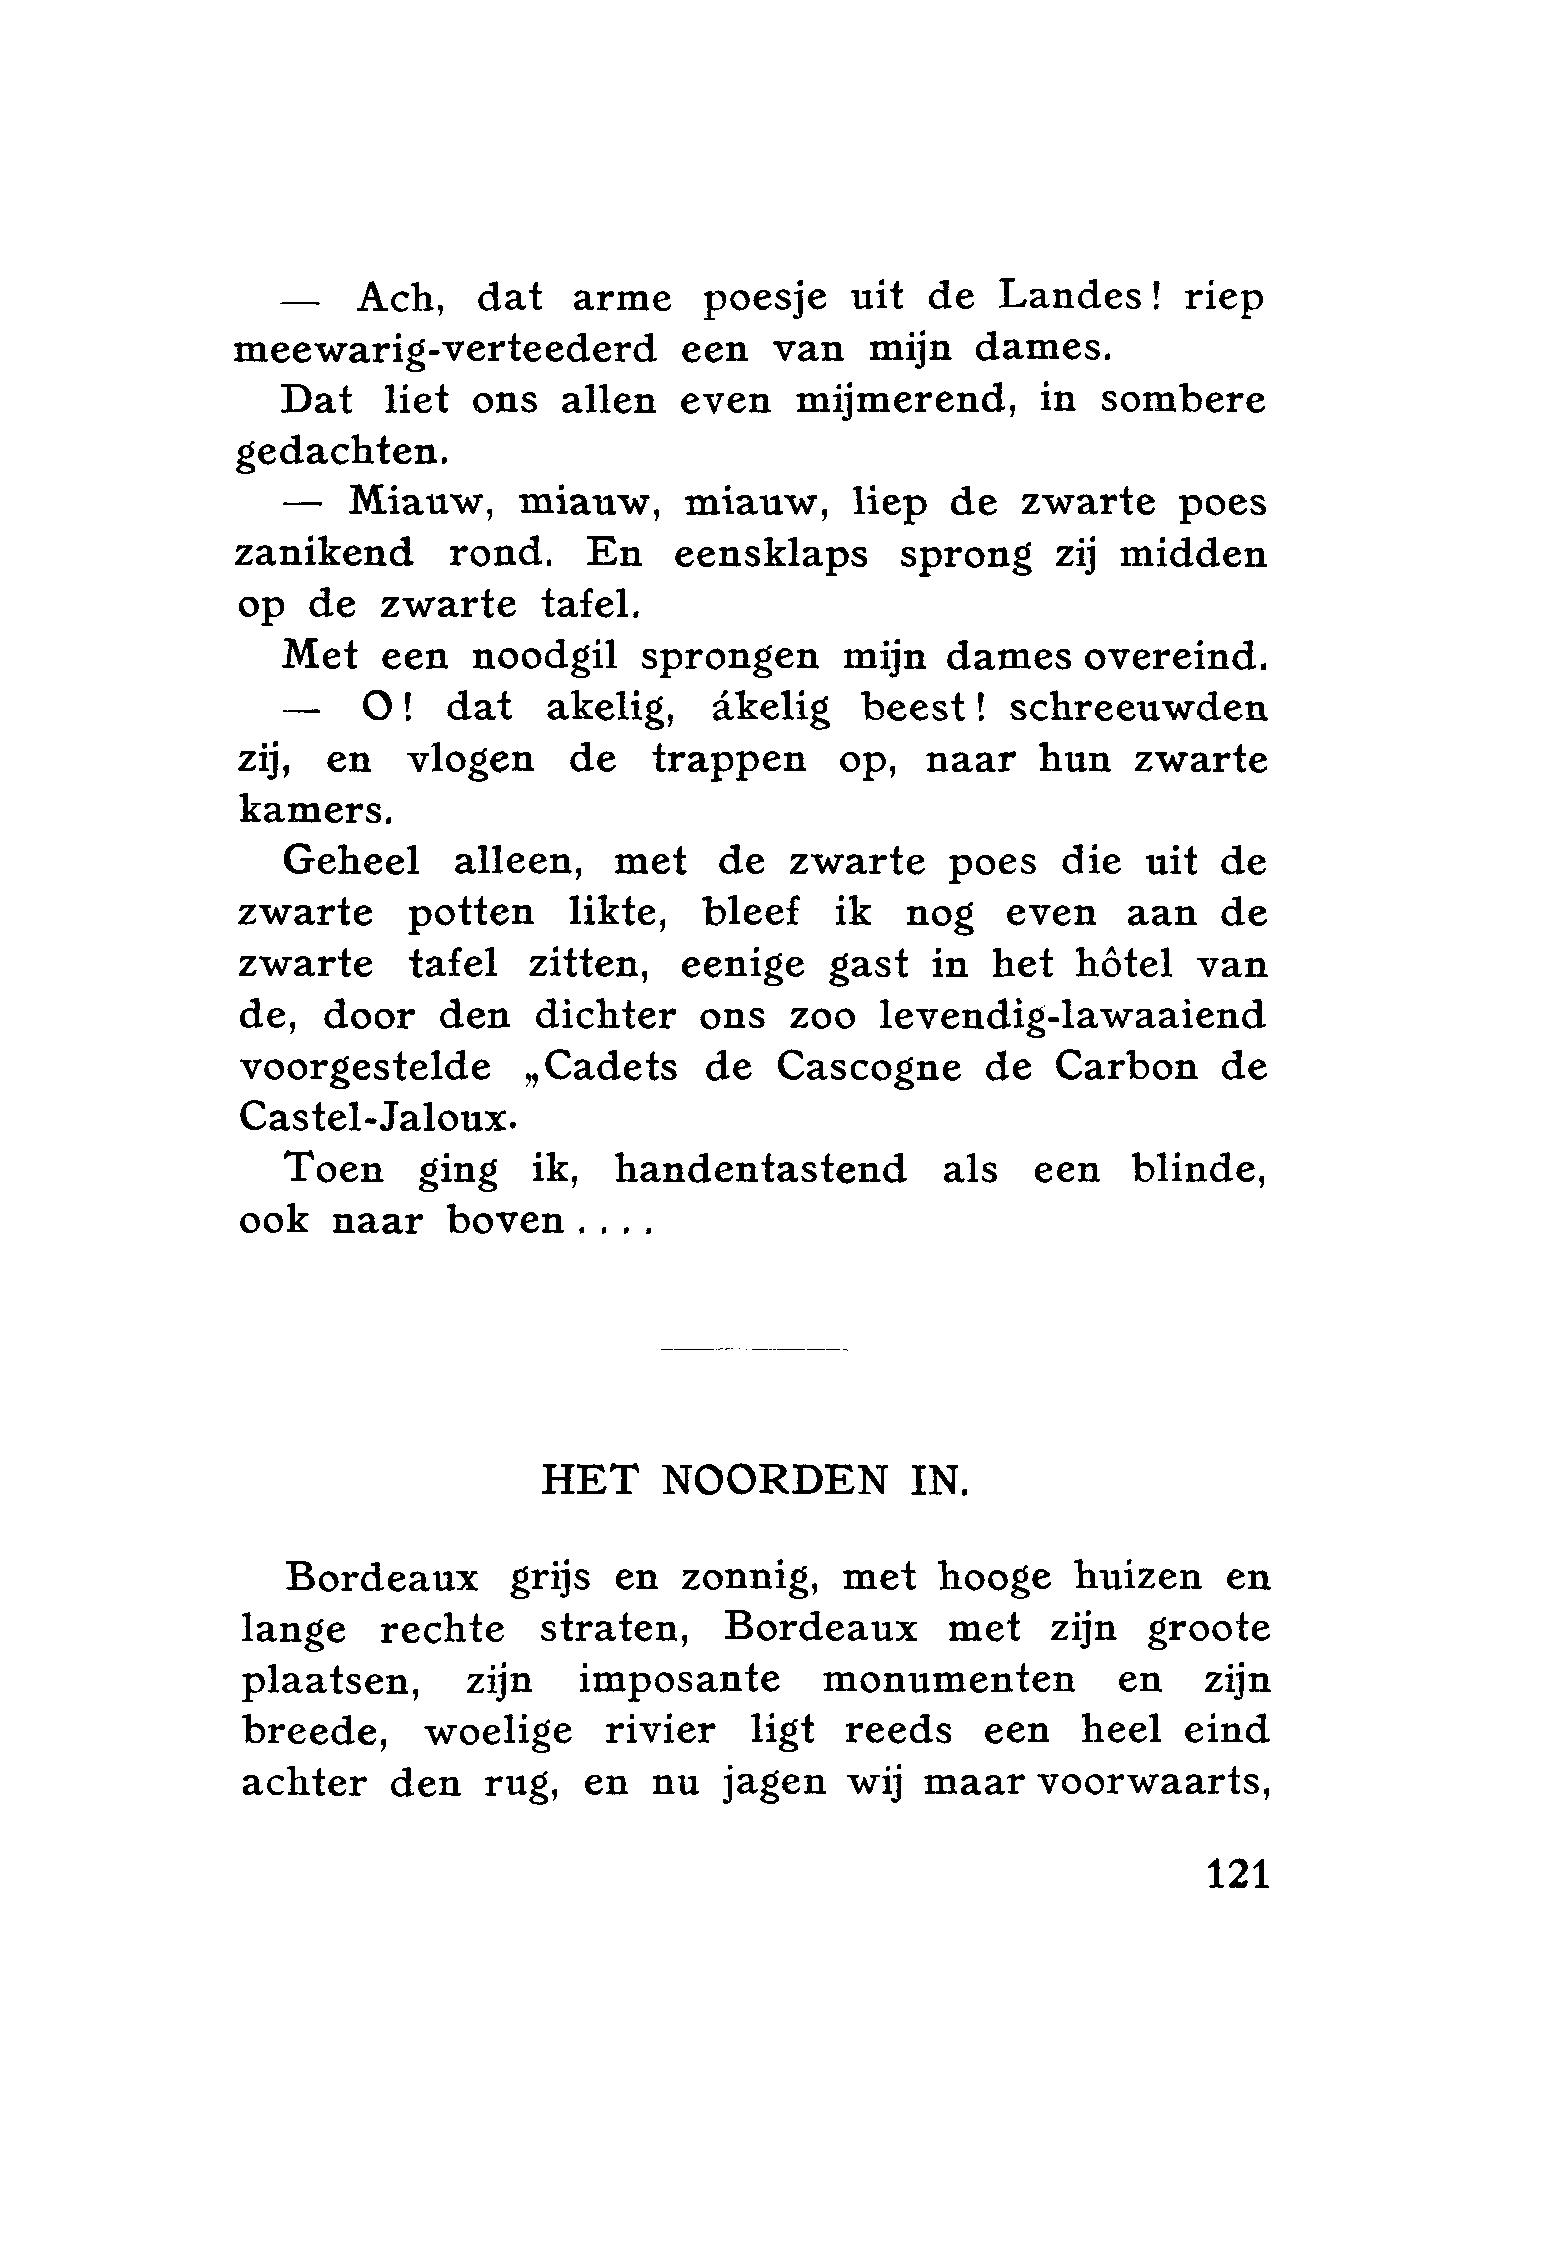 — Ach, dat arme poesje uit de Landes! riep
meewarig-verteederd een van mijn dames.
Dat liet ons allen even mijmerend, in sombere
gedachten.
— Miauw, miauw, miauw, liep de zwarte poes
zanikend rond. En eensklaps sprong zij midden
op de zwarte tafel.
Met een noodgil sprongen mijn dames overeind.
— O! dat akelig, ákelig beest! schreeuwden
zij, en vlogen de trappen op, naar hun zwarte
kamers.
Geheel alleen, met de zwarte poes die uit de
zwarte potten likte, bleef ik nog even aan de
zwarte tafel zitten, eenige gast in het hôtel van
de, door den dichter ons zoo levendig-lawaaiend
voorgestelde „Cadets de Cascogne de Carbon de
Castel-Jaloux.
Toen ging ik, handentastend als een blinde,
ook naar boven....
HET NOORDEN IN.
Bordeaux grijs en zonnig, met hooge huizen en
lange rechte straten, Bordeaux met zijn groote
plaatsen, zijn imposante monumenten en zijn
breede, woelige rivier ligt reeds een heel eind
achter den rug, en nu jagen wij maar voorwaarts,
121